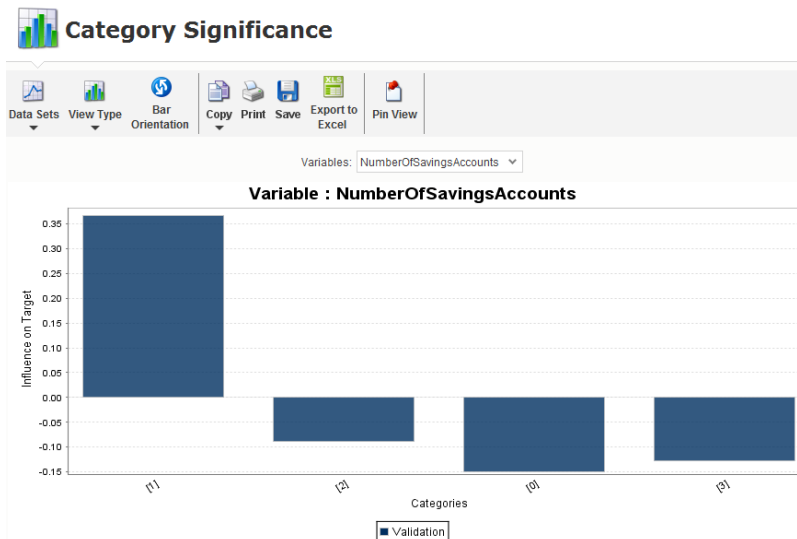 Category Significance
Data Sets
View Type
Bar
Orientation
Copy
Print
Save
XLS
Export to
Excel
Pin View
Variables: NumberOfSavingsAccounts
Variable : NumberOfSavingsAccounts
Influence on Target
0.35
0.30
0.25
0.20
0.15
0.10
0.05
0.00
-0.05
-0.10
-0.15
[1]
[2]
[0]
[3]
Categories
Validation